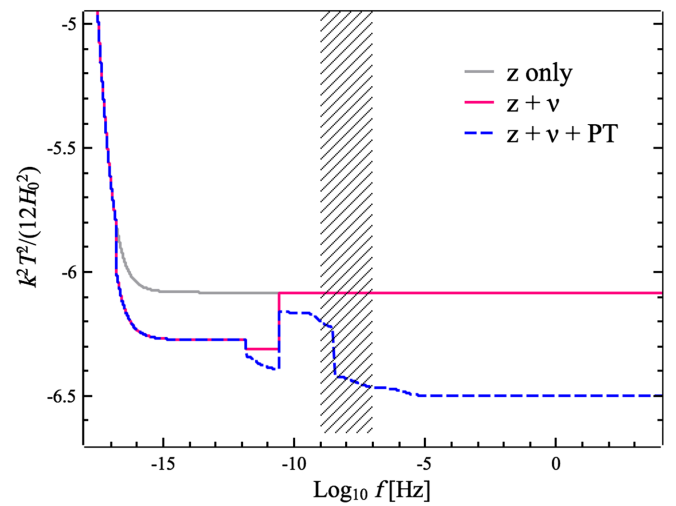 -5
-5.5
-6
-6.5
k²T²/(12H₀²)
z only
z + ν
z + ν + PT
-15
-10
-5
0
Log₁₀ f [Hz]